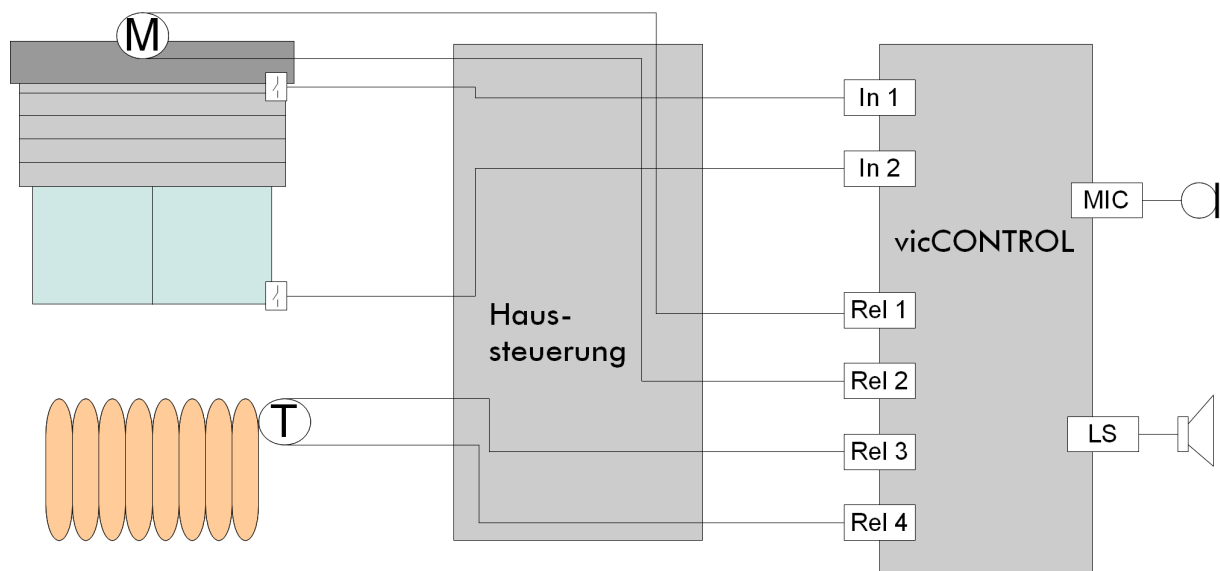 M
In 1
In 2
MIC
vicCONTROL
Haus-
steuerung
Rel 1
Rel 2
T
Rel 3
LS
Rel 4